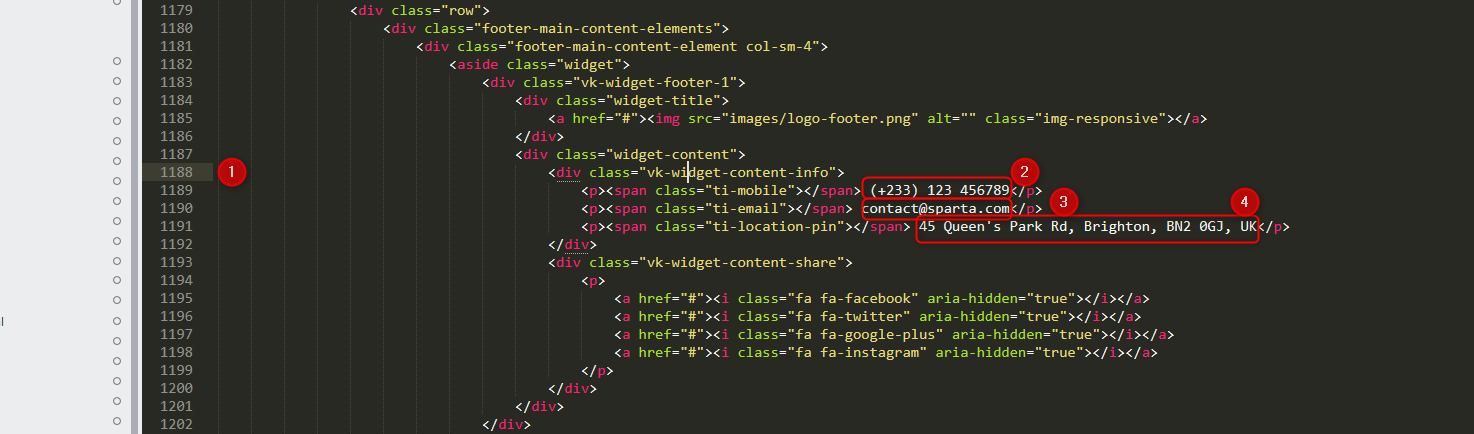 1179 <div class="row">
1180 <div class="footer-main-content-elements">
1181 <div class="footer-main-content-element col-sm-4">
1182 <aside class="widget">
1183 <div class="vk-widget-footer-1">
1184 <div class="widget-title">
1185 <a href="#"><img src="images/logo-footer.png" alt="" class="img-responsive"></a>
1186 </div>
1187 <div class="widget-content">
1188 1 <div class="vk-widget-content-info"> 2
1189 <p><span class="ti-mobile"></span> (+233) 123 456789</p>
1190 <p><span class="ti-email"></span> contact@sparta.com</p> 3 4
1191 <p><span class="ti-location-pin"></span> 45 Queen's Park Rd, Brighton, BN2 0GJ, UK</p>
1192 </div>
1193 <div class="vk-widget-content-share">
1194 <p>
1195 <a href="#"><i class="fa fa-facebook" aria-hidden="true"></i></a>
1196 <a href="#"><i class="fa fa-twitter" aria-hidden="true"></i></a>
1197 <a href="#"><i class="fa fa-google-plus" aria-hidden="true"></i></a>
1198 <a href="#"><i class="fa fa-instagram" aria-hidden="true"></i></a>
1199 </p>
1200 </div>
1201 </div>
1202 </div>